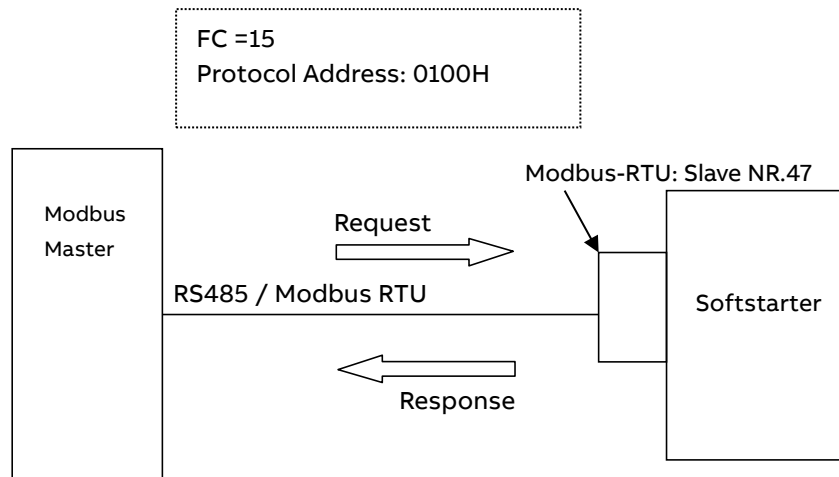 FC =15
Protocol Address: 0100H
Modbus-RTU: Slave NR.47
Modbus
Master
Request
RS485 / Modbus RTU
Softstarter
Response